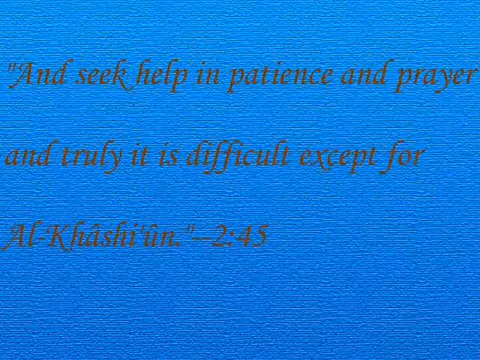 "And seek help in patience and prayer
and truly it is difficult except for
Al-Khâshi'ûn."--2:45